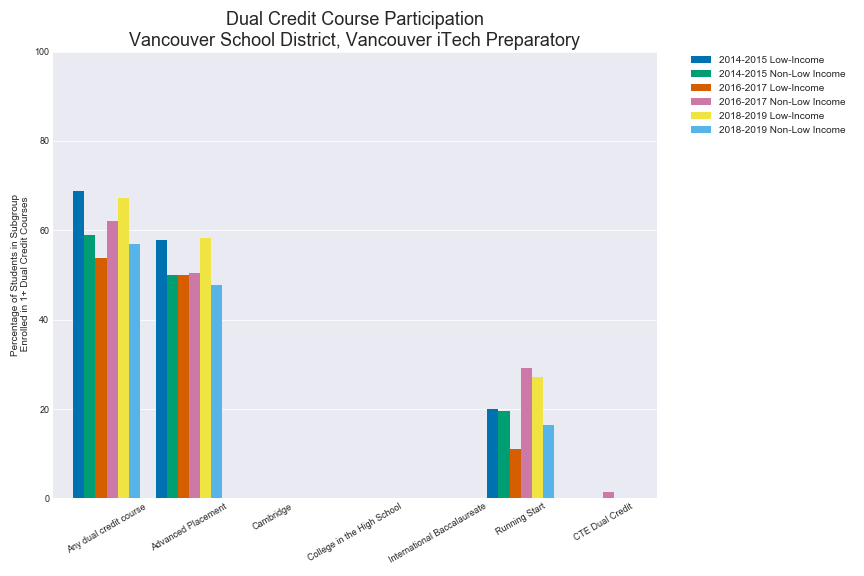 Dual Credit Course Participation
Vancouver School District, Vancouver iTech Preparatory
Percentage of Students in Subgroup
Enrolled in 1+ Dual Credit Courses
100
80
60
40
20
0
Any dual credit course
Advanced Placement
Cambridge
College in the High School
International Baccalaureate
Running Start
CTE Dual Credit
2014-2015 Low-Income
2014-2015 Non-Low Income
2016-2017 Low-Income
2016-2017 Non-Low Income
2018-2019 Low-Income
2018-2019 Non-Low Income